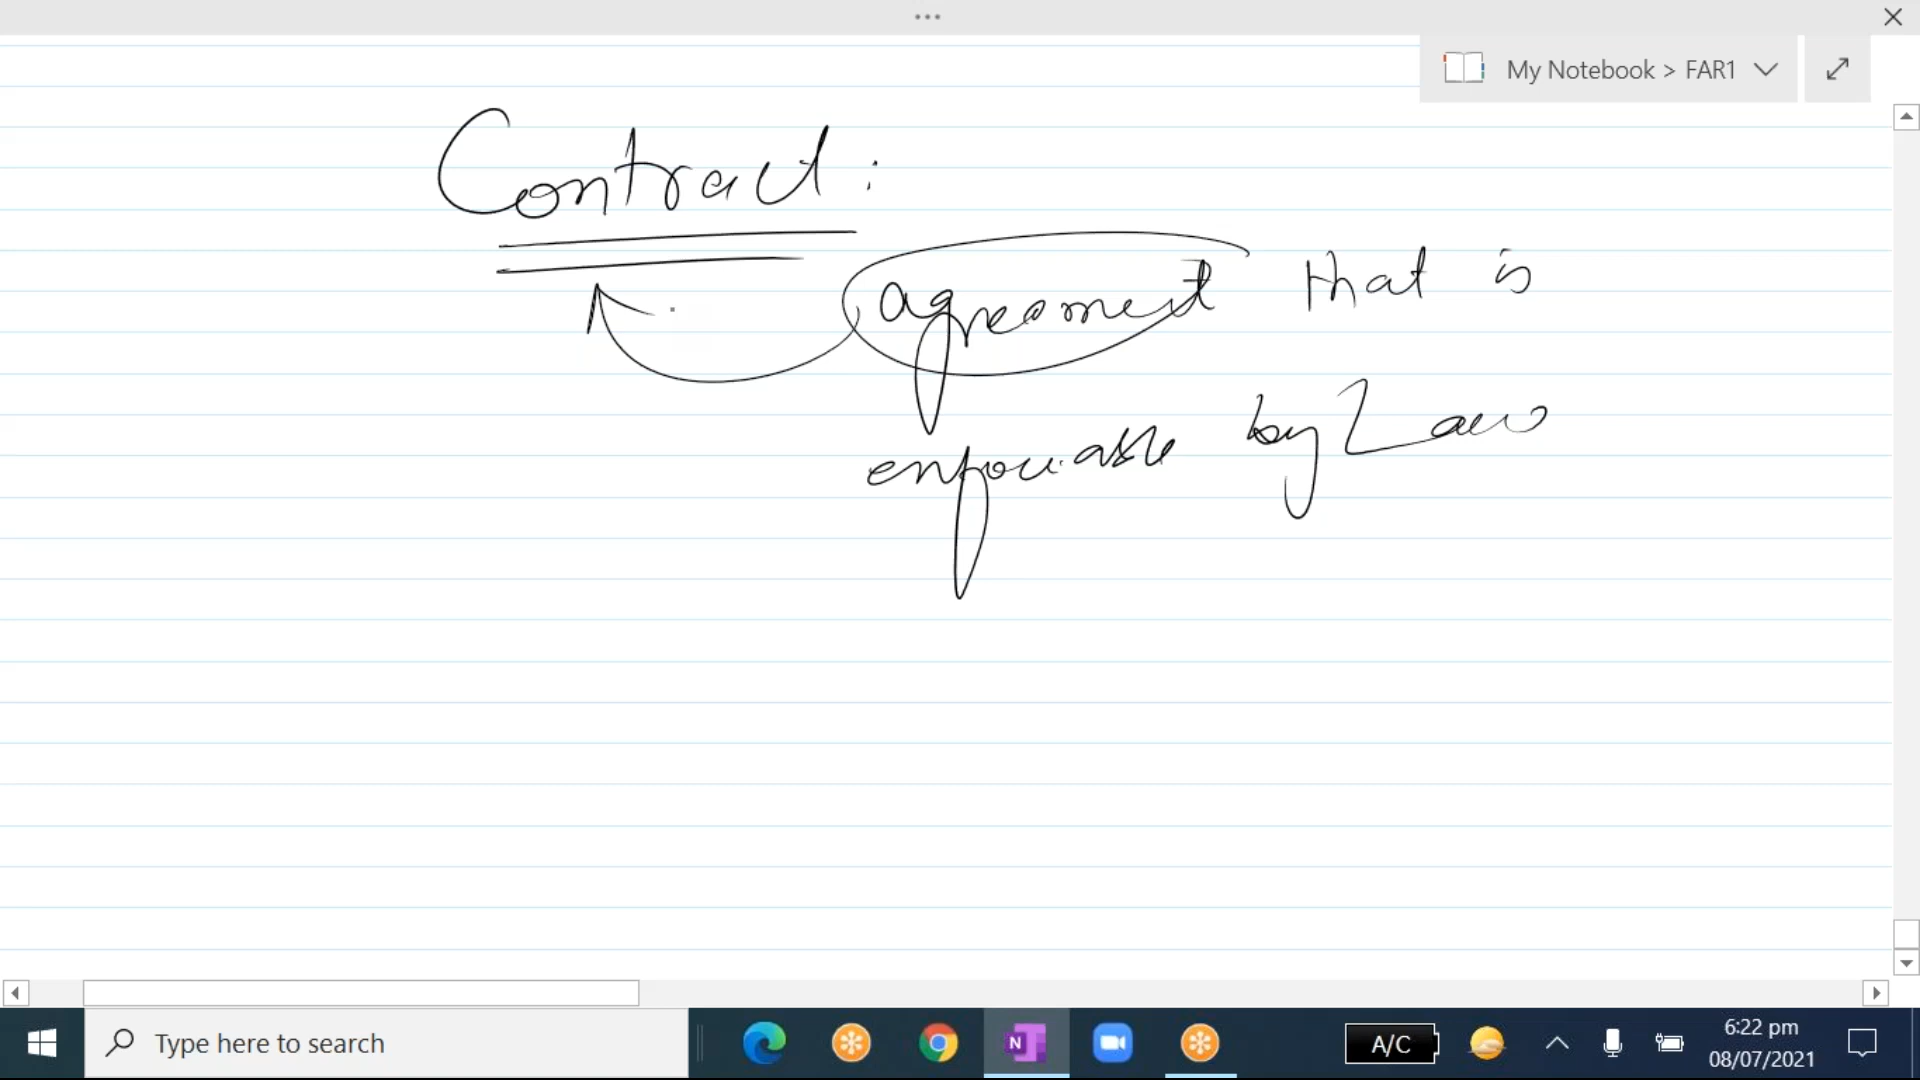 My Notebook > FAR1
Contract :
agreement that is
enforceable by Law
Type here to search
N
A/C
6:22 pm
08/07/2021